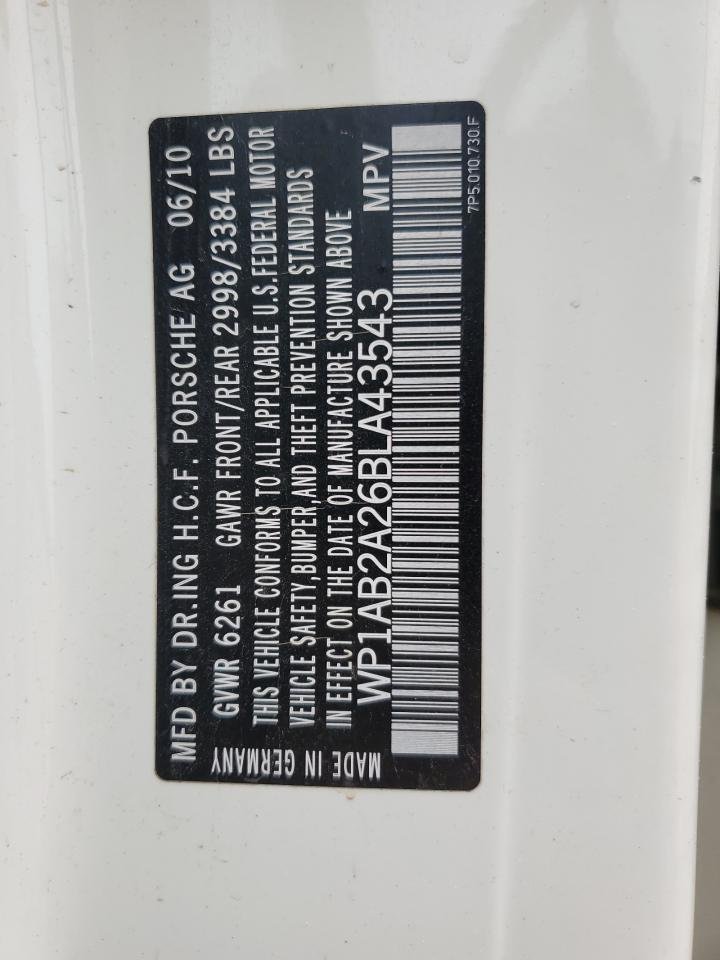 MFD BY DR.ING H.C.F. PORSCHE AG 06/10
GVWR 6261 GAWR FRONT/REAR 2998/3384 LBS
THIS VEHICLE CONFORMS TO ALL APPLICABLE U.S.FEDERAL MOTOR
VEHICLE SAFETY,BUMPER,AND THEFT PREVENTION STANDARDS
IN EFFECT ON THE DATE OF MANUFACTURE SHOWN ABOVE
WP1AB2A26BLA43543 MPV
MADE IN GERMANY
7P5.010.730.F